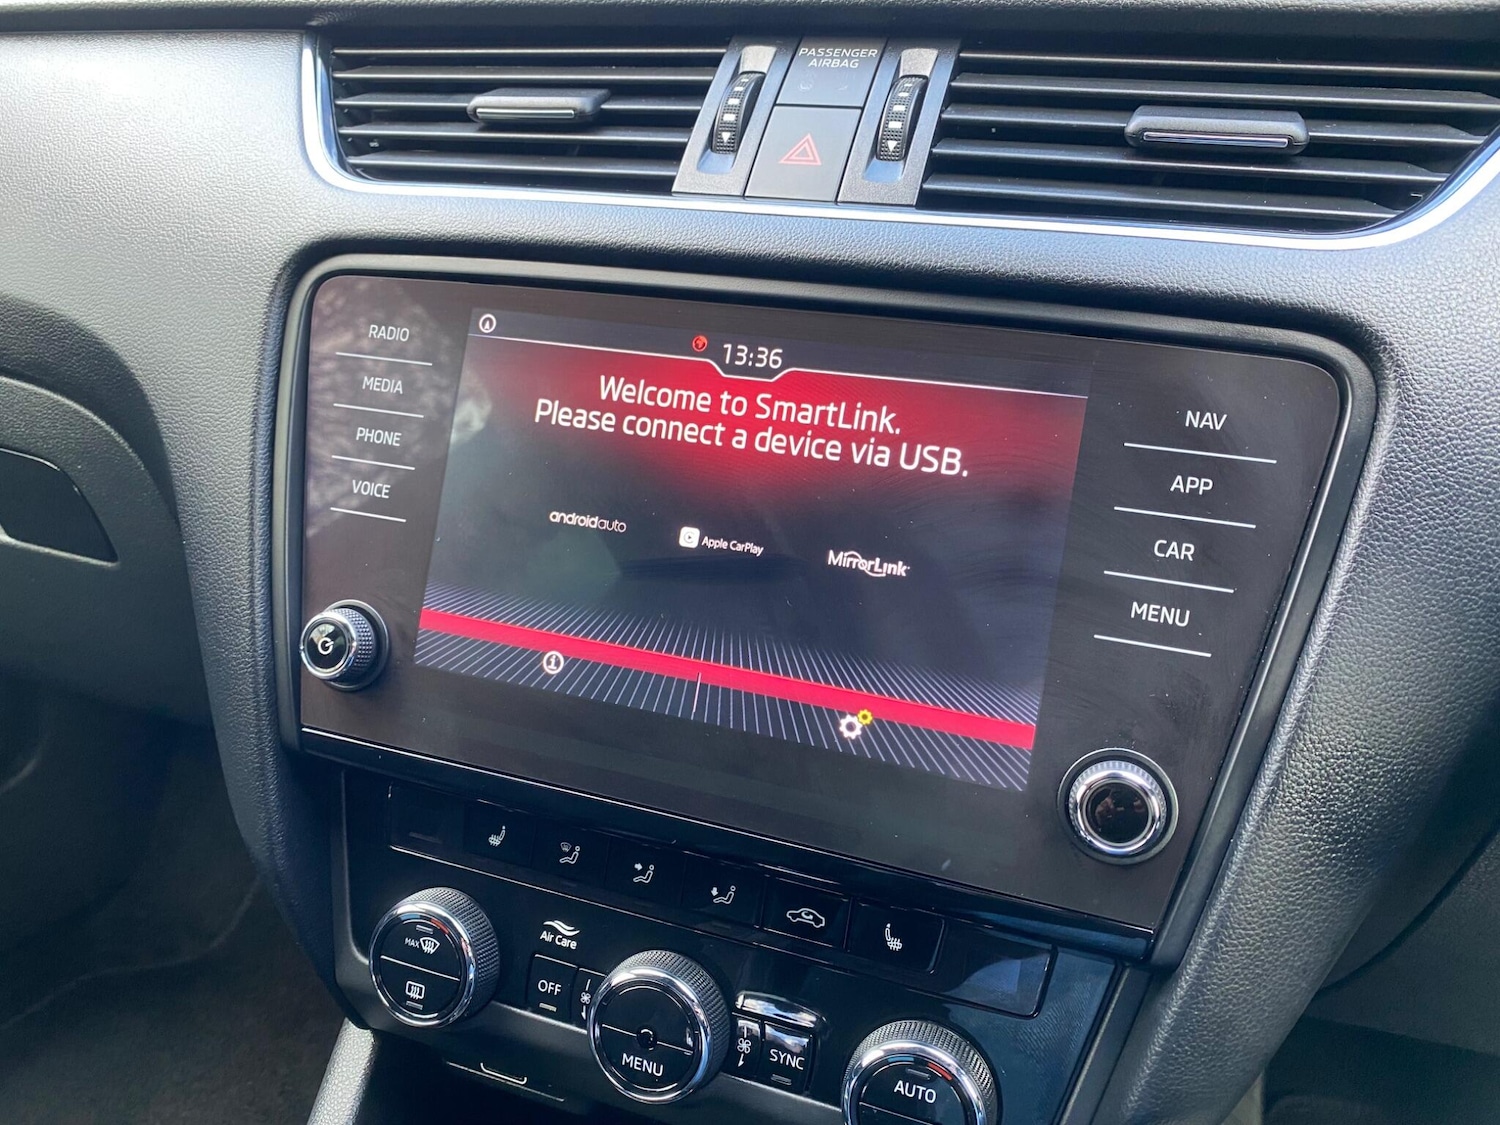 PASSENGER
AIRBAG
RADIO
MEDIA
PHONE
VOICE
13:36
Welcome to SmartLink.
Please connect a device via USB.
androidauto
Apple CarPlay
MirrorLink
NAV
APP
CAR
MENU
MAX
Air Care
OFF
MENU
SYNC
AUTO